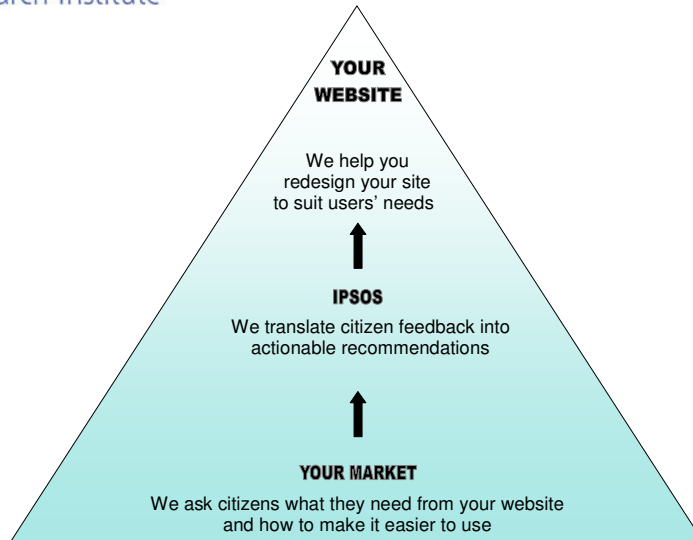 Institute
YOUR
WEBSITE
We help you
redesign your site
to suit users' needs
IPSOS
We translate citizen feedback into
actionable recommendations
YOUR MARKET
We ask citizens what they need from your website
and how to make it easier to use